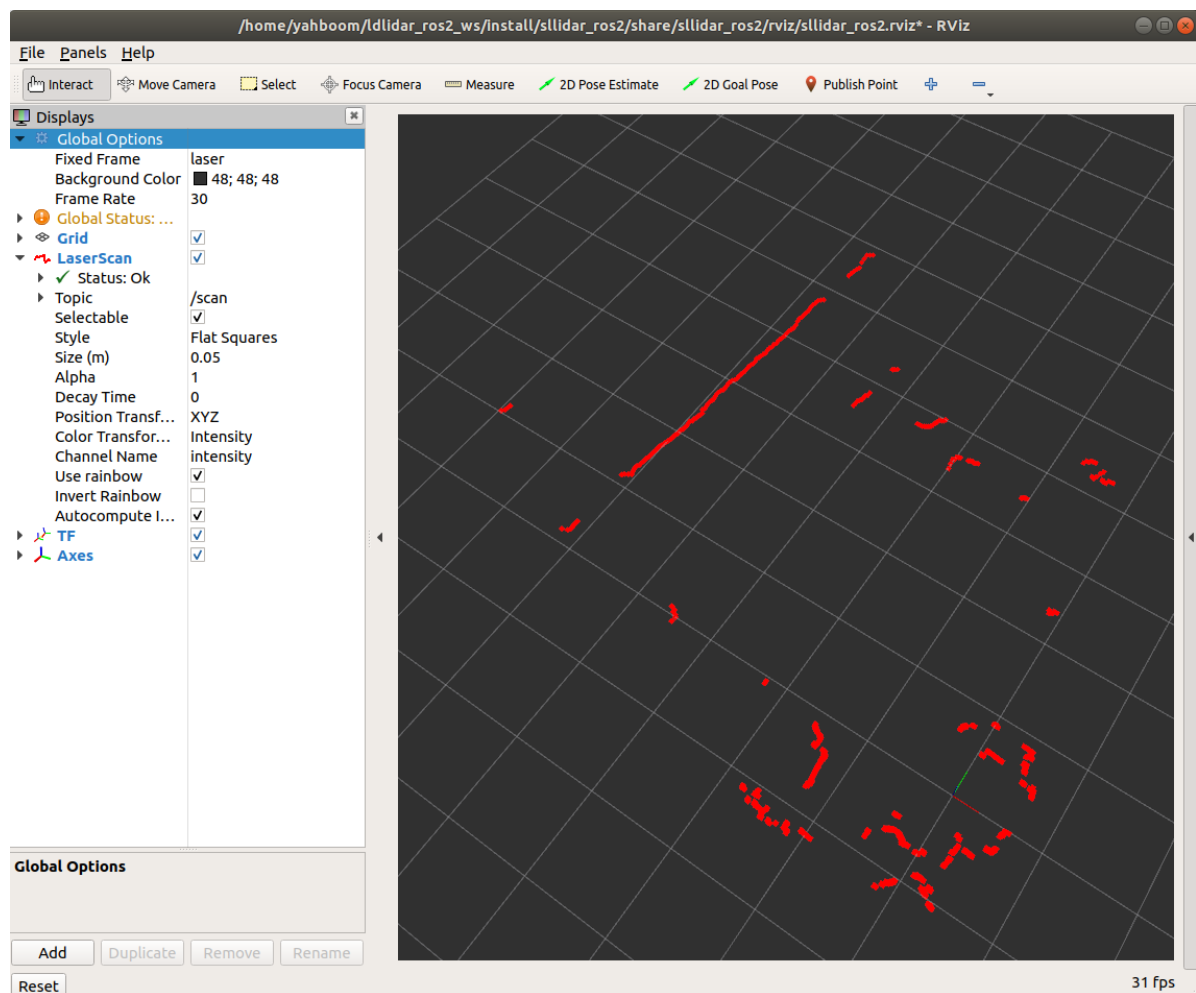 /home/yahboom/ldlidar_ros2_ws/install/sllidar_ros2/share/sllidar_ros2/rviz/sllidar_ros2.rviz* - RViz
File Panels Help
Interact Move Camera Select Focus Camera Measure 2D Pose Estimate 2D Goal Pose Publish Point
Displays
Global Options
Fixed Frame laser
Background Color 48; 48; 48
Frame Rate 30
Global Status: ...
Grid
LaserScan
Status: Ok
Topic /scan
Selectable
Style Flat Squares
Size (m) 0.05
Alpha 1
Decay Time 0
Position Transf... XYZ
Color Transfor... Intensity
Channel Name intensity
Use rainbow
Invert Rainbow
Autocompute I...
TF
Axes
Global Options
Add Duplicate Remove Rename
Reset 31 fps